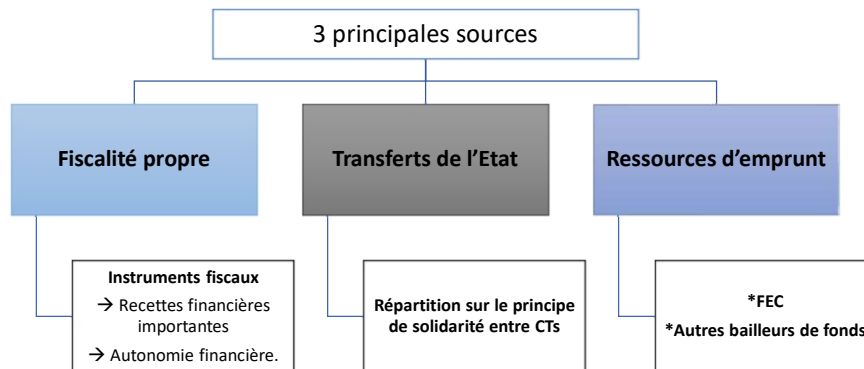 3 principales sources
Fiscalité propre
Transferts de l'Etat
Ressources d'emprunt
Instruments fiscaux
→ Recettes financières
importantes
→ Autonomie financière.
Répartition sur le principe
de solidarité entre CTs
*FEC
*Autres bailleurs de fonds